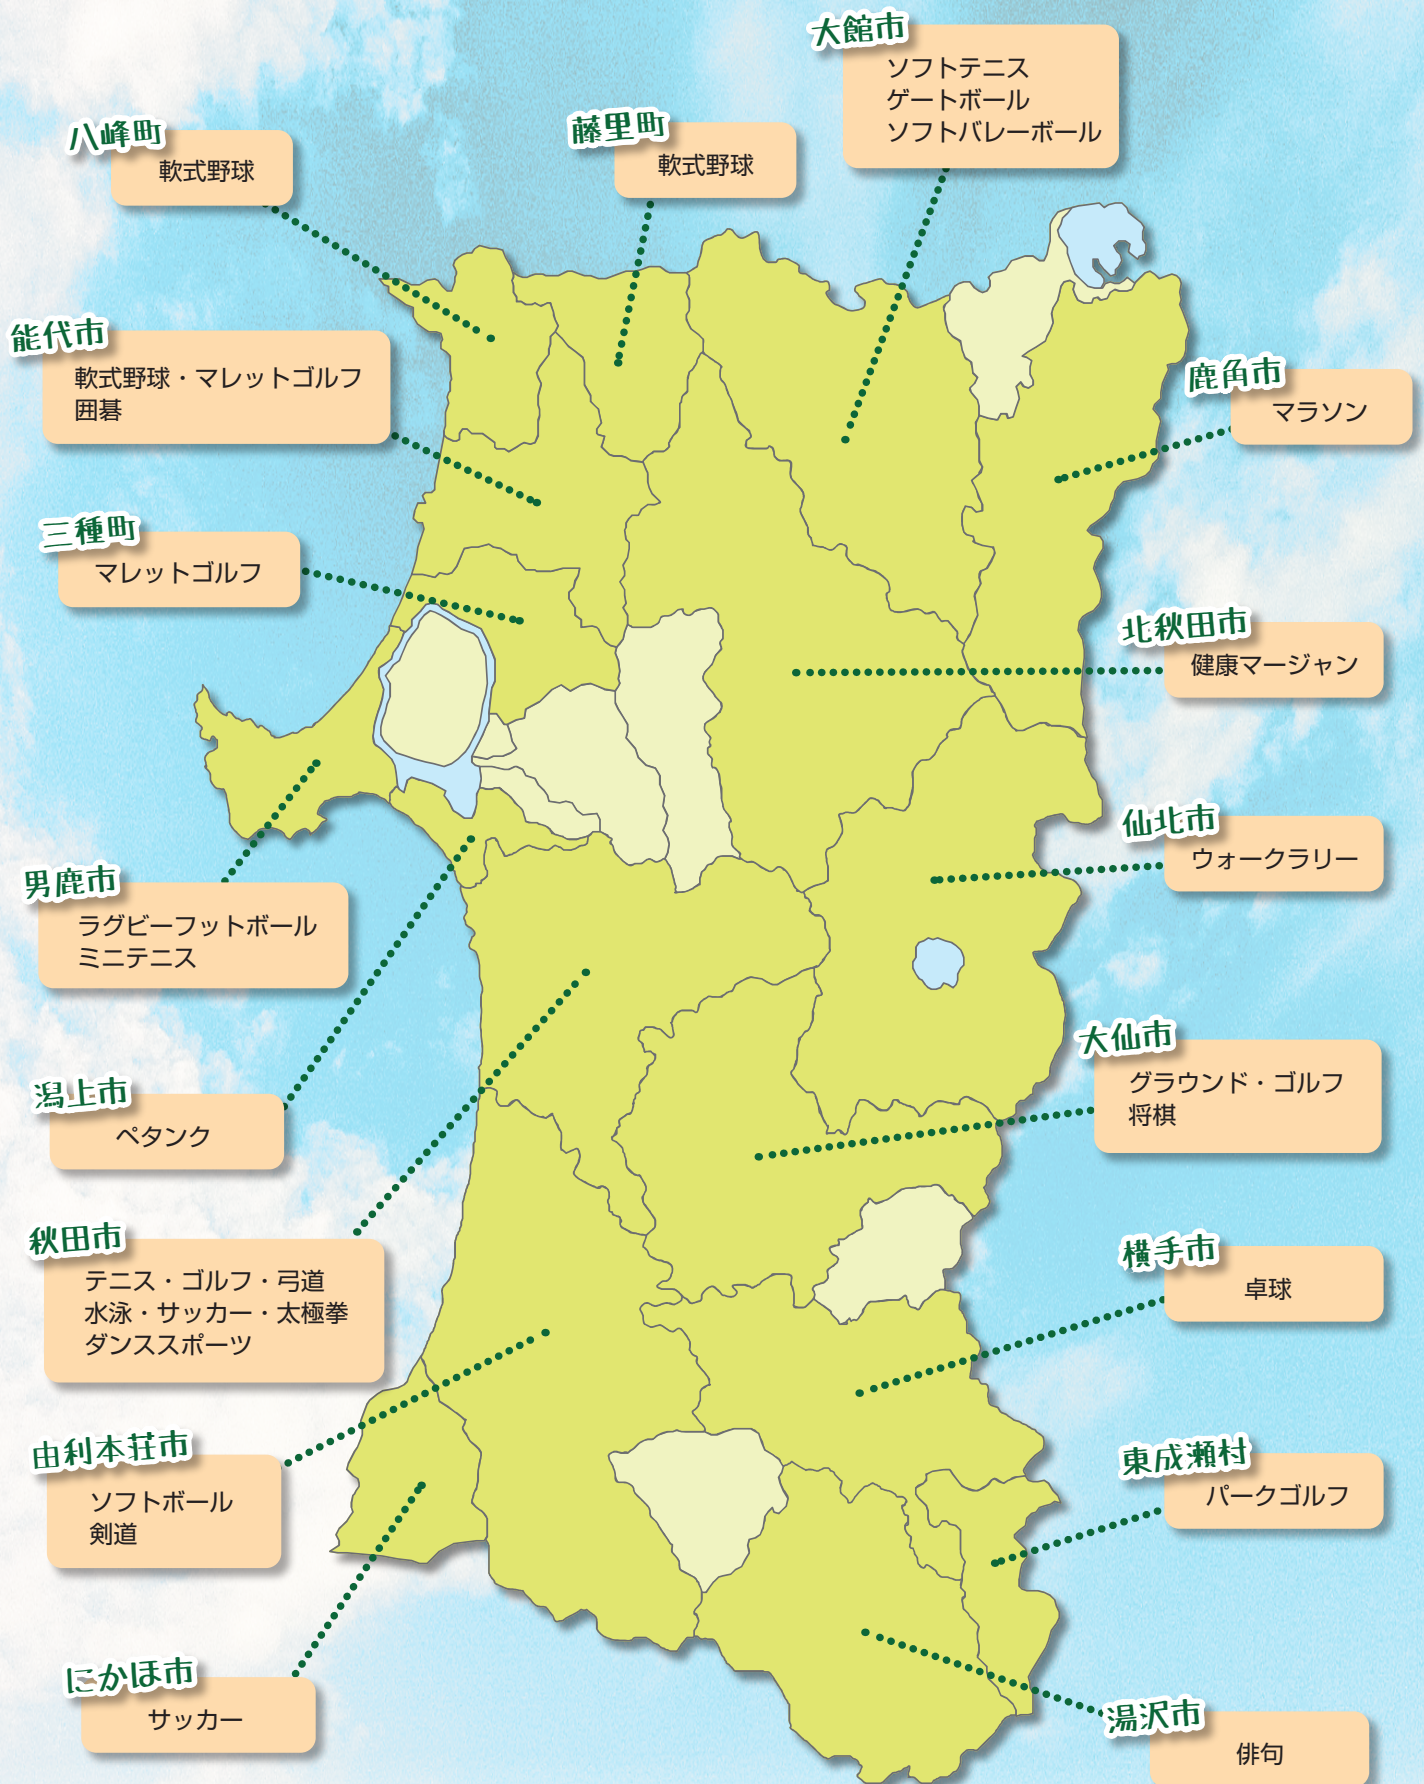 大館市
ソフトテニス
ゲートボール
ソフトバレーボール
八峰町
軟式野球
藤里町
軟式野球
能代市
軟式野球・マレットゴルフ
囲碁
鹿角市
マラソン
三種町
マレットゴルフ
北秋田市
健康マージャン
仙北市
ウォークラリー
男鹿市
ラグビーフットボール
ミニテニス
大仙市
グラウンド・ゴルフ
将棋
潟上市
ペタンク
秋田市
テニス・ゴルフ・弓道
水泳・サッカー・太極拳
ダンススポーツ
横手市
卓球
由利本荘市
ソフトボール
剣道
東成瀬村
パークゴルフ
にかほ市
サッカー
湯沢市
俳句